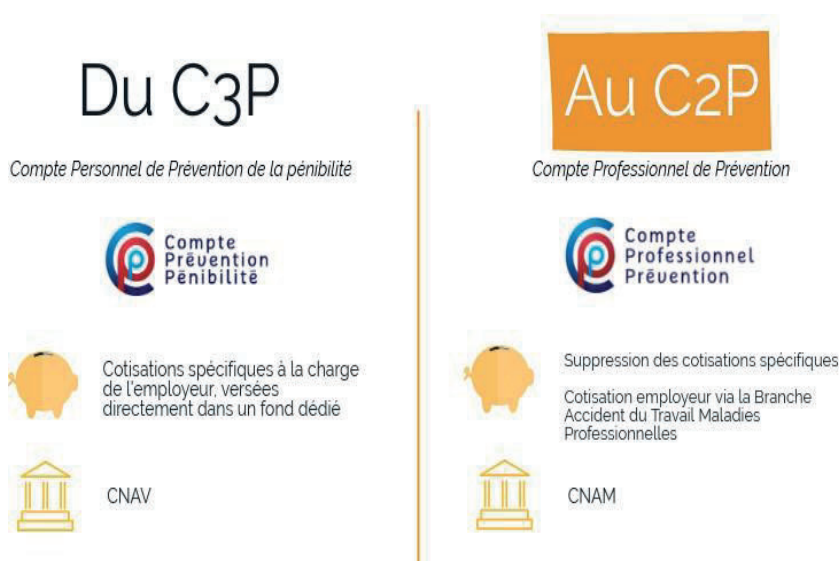 Du C3P
Compte Personnel de Prévention de la pénibilité
Compte
Prévention
Pénibilité
Cotisations spécifiques à la charge
de l'employeur, versées
directement dans un fond dédié
CNAV
Au C2P
Compte Professionnel de Prévention
Compte
Professionnel
Prévention
Suppression des cotisations spécifiques
Cotisation employeur via la Branche
Accident du Travail Maladies
Professionnelles
CNAM